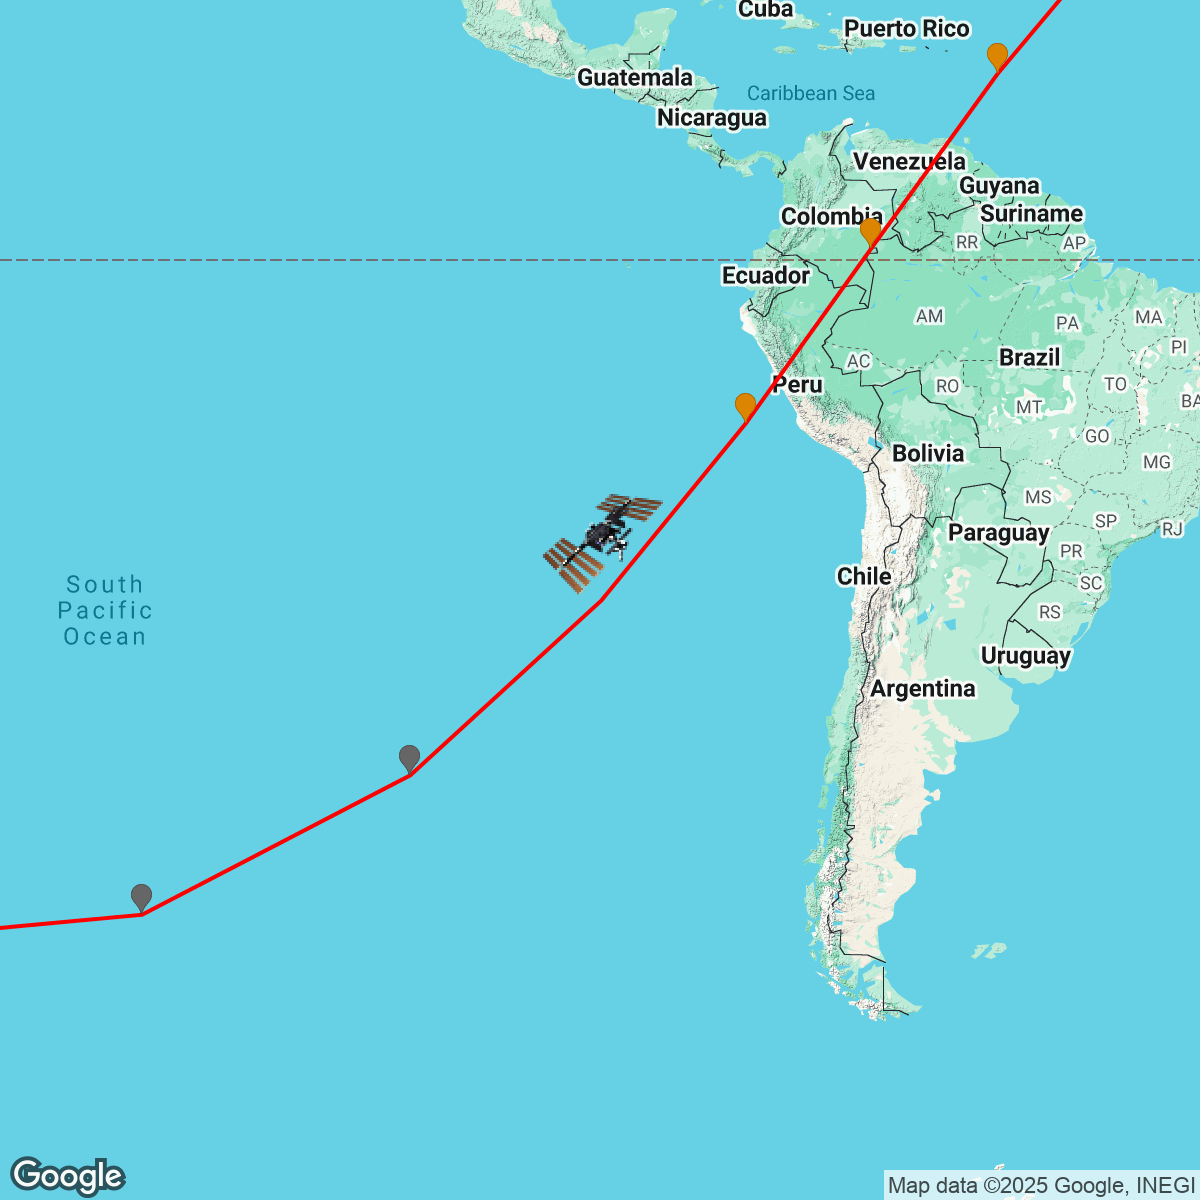 Cuba
Puerto Rico
Guatemala
Caribbean Sea
Nicaragua
Venezuela
Guyana
Colombia
Suriname
RR
AP
Ecuador
AM
MA
PA
PI
Brazil
AC
Peru
RO
TO
BA
MT
GO
Bolivia
MG
MS
SP
RJ
Paraguay
PR
Chile
SC
South
Pacific
Ocean
RS
Uruguay
Argentina
Google
Map data ©2025 Google, INEGI